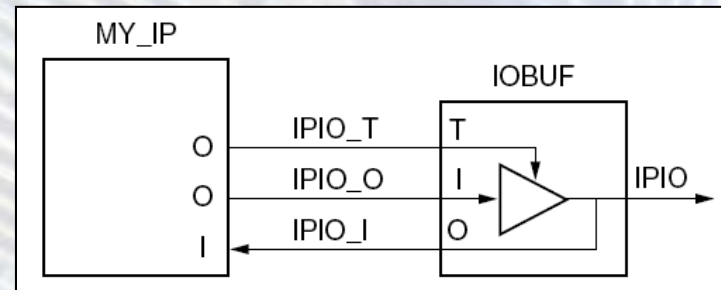 MY_IP
IOBUF
O IPIO_T T
O IPIO_O I IPIO
I IPIO_I O